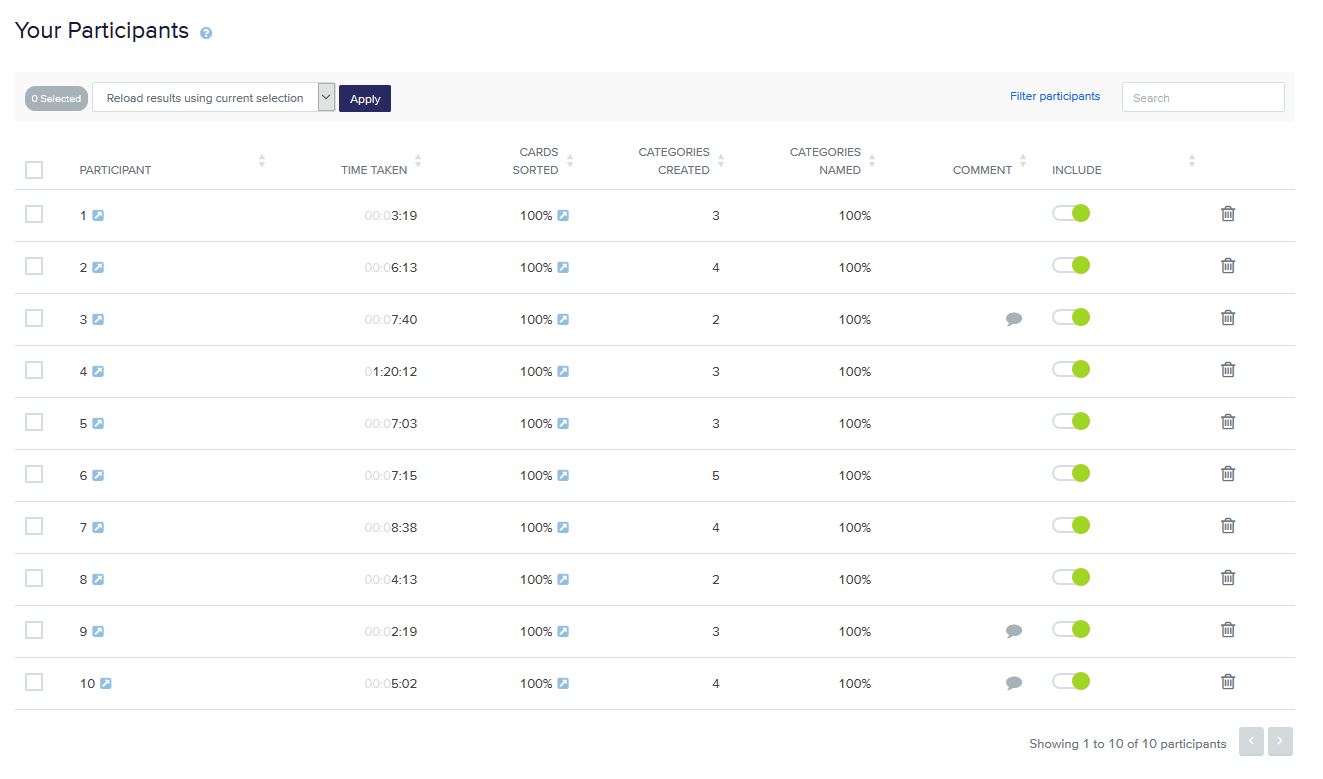 Your Participants ?
0 Selected Reload results using current selection Apply Filter participants Search
PARTICIPANT TIME TAKEN CARDS SORTED CATEGORIES CREATED CATEGORIES NAMED COMMENT INCLUDE
1 00:03:19 100% 3 100%
2 00:06:13 100% 4 100%
3 00:07:40 100% 2 100%
4 01:20:12 100% 3 100%
5 00:07:03 100% 3 100%
6 00:07:15 100% 5 100%
7 00:08:38 100% 4 100%
8 00:04:13 100% 2 100%
9 00:02:19 100% 3 100%
10 00:05:02 100% 4 100%
Showing 1 to 10 of 10 participants